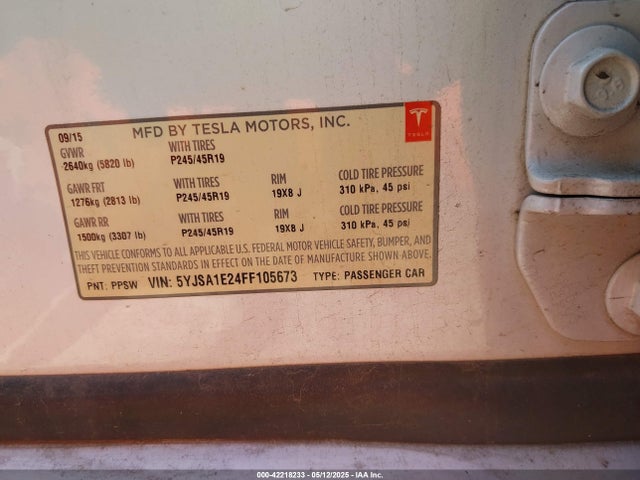 09/15 MFD BY TESLA MOTORS, INC.
TESLA
GVWR WITH TIRES
2640kg (5820 lb) P245/45R19
GAWR FRT WITH TIRES RIM COLD TIRE PRESSURE
1276kg (2813 lb) P245/45R19 19X8 J 310 kPa, 45 psi
GAWR RR WITH TIRES RIM COLD TIRE PRESSURE
1500kg (3307 lb) P245/45R19 19X8 J 310 kPa, 45 psi
THIS VEHICLE CONFORMS TO ALL APPLICABLE U.S. FEDERAL MOTOR VEHICLE SAFETY, BUMPER, AND
THEFT PREVENTION STANDARDS IN EFFECT ON THE DATE OF MANUFACTURE SHOWN ABOVE.
PNT: PPSW VIN: 5YJSA1E24FF105673 TYPE: PASSENGER CAR
000-42218233 - 05/12/2025 - COPYRIGHT IAA, LLC.